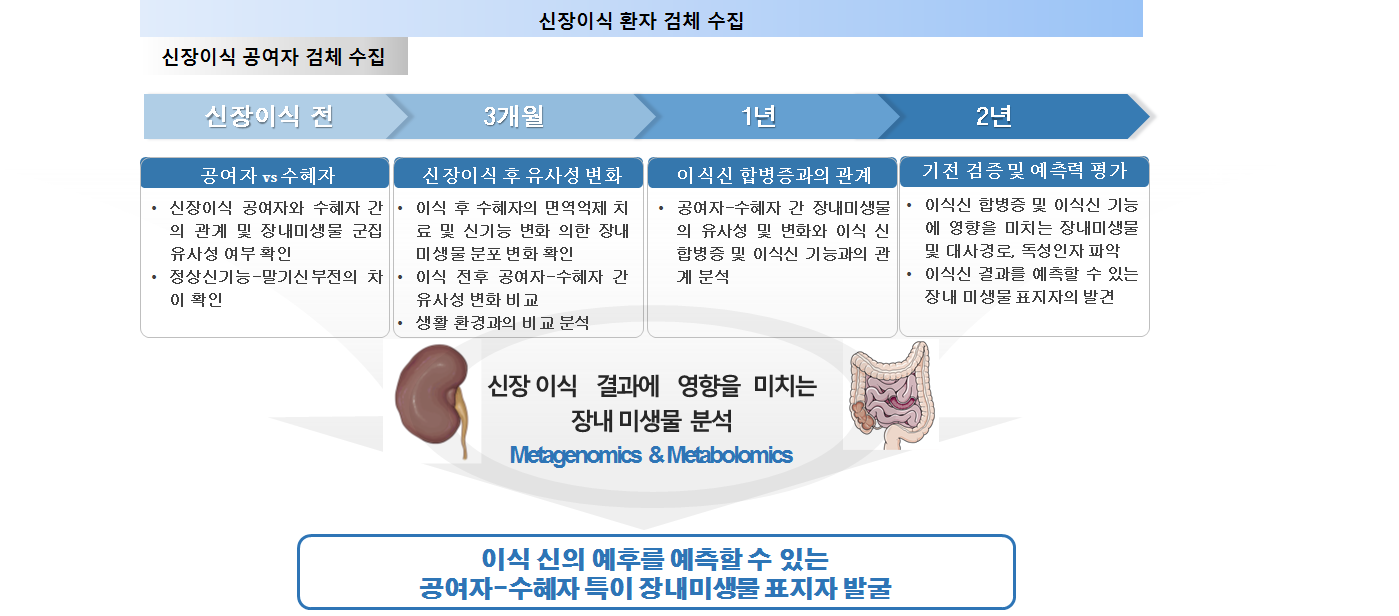 신장이식 환자 검체 수집
신장이식 공여자 검체 수집
신장이식 전
3개월
1년
2년
공여자 vs 수혜자
• 신장이식 공여자와 수혜자 간
의 관계 및 장내미생물 군집
유사성 여부 확인
• 정상신기능-말기신부전의 차
이 확인
신장이식 후 유사성 변화
• 이식 후 수혜자의 면역억제 치
료 및 신기능 변화 의한 장내
미생물 분포 변화 확인
• 이식 전후 공여자-수혜자 간
유사성 변화 비교
• 생활 환경과의 비교 분석
이식신 합병증과의 관계
• 공여자-수혜자 간 장내미생물
의 유사성 및 변화와 이식 신
합병증 및 이식신 기능과의 관
계 분석
기전 검증 및 예측력 평가
• 이식신 합병증 및 이식신 기능
에 영향을 미치는 장내미생물
및 대사경로, 독성인자 파악
• 이식신 결과를 예측할 수 있는
장내 미생물 표지자의 발견
신장 이식 결과에 영향을 미치는
장내 미생물 분석
Metagenomics & Metabolomics
이식 신의 예후를 예측할 수 있는
공여자-수혜자 특이 장내미생물 표지자 발굴